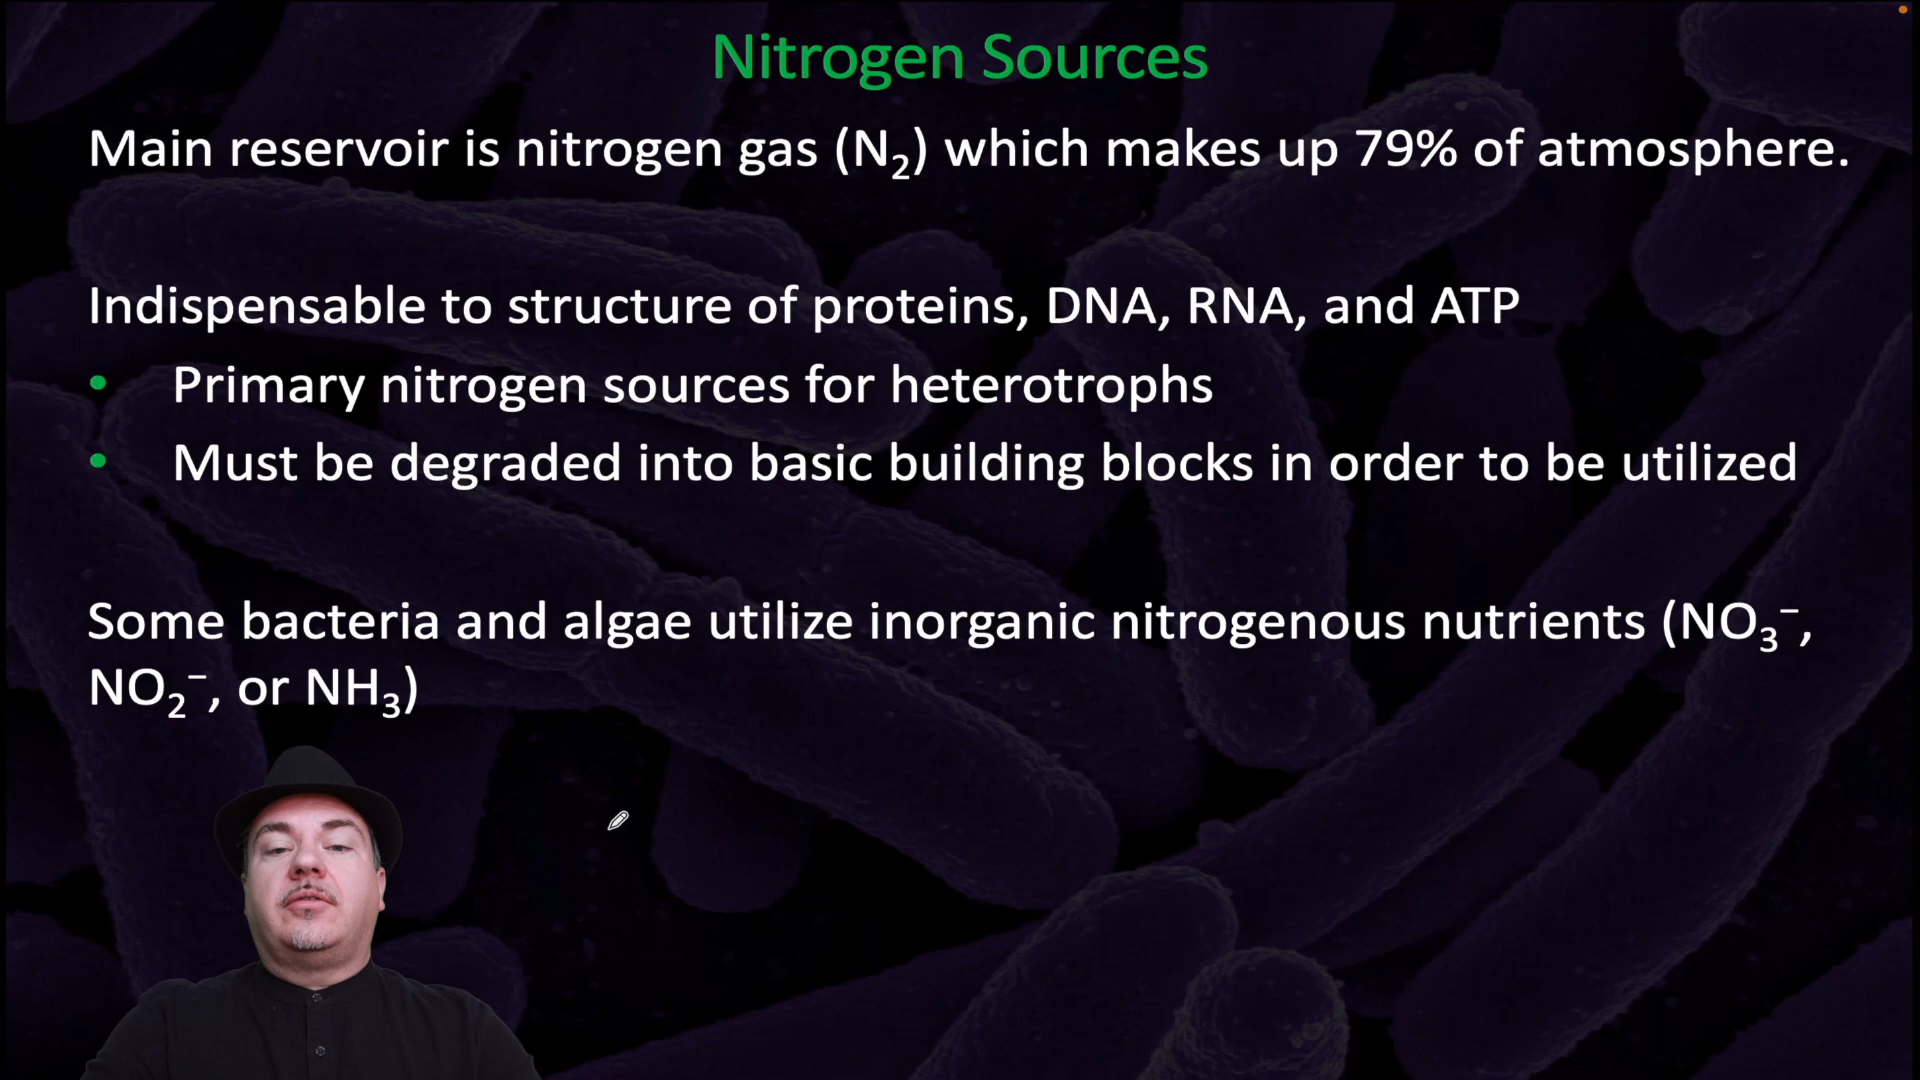 Nitrogen Sources
Main reservoir is nitrogen gas (N₂) which makes up 79% of atmosphere.
Indispensable to structure of proteins, DNA, RNA, and ATP
• Primary nitrogen sources for heterotrophs
• Must be degraded into basic building blocks in order to be utilized
Some bacteria and algae utilize inorganic nitrogenous nutrients (NO₃⁻,
NO₂⁻, or NH₃)